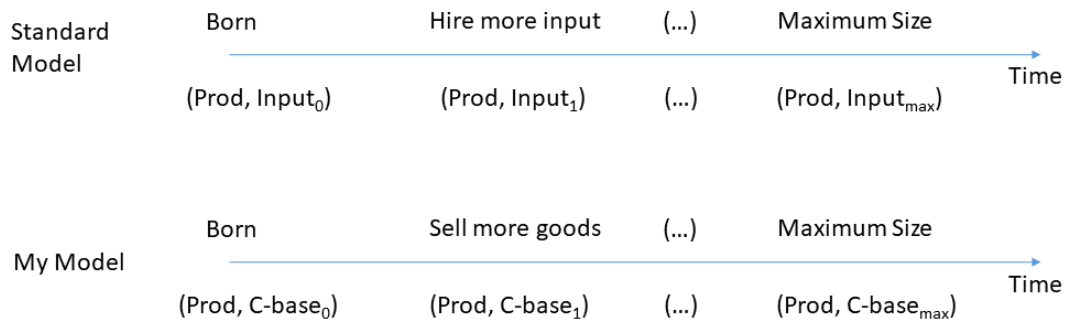 Standard Model
Born Hire more input (...) Maximum Size
Time
(Prod, Input₀) (Prod, Input₁) (...) (Prod, Inputₘₐₓ)
My Model
Born Sell more goods (...) Maximum Size
Time
(Prod, C-base₀) (Prod, C-base₁) (...) (Prod, C-baseₘₐₓ)